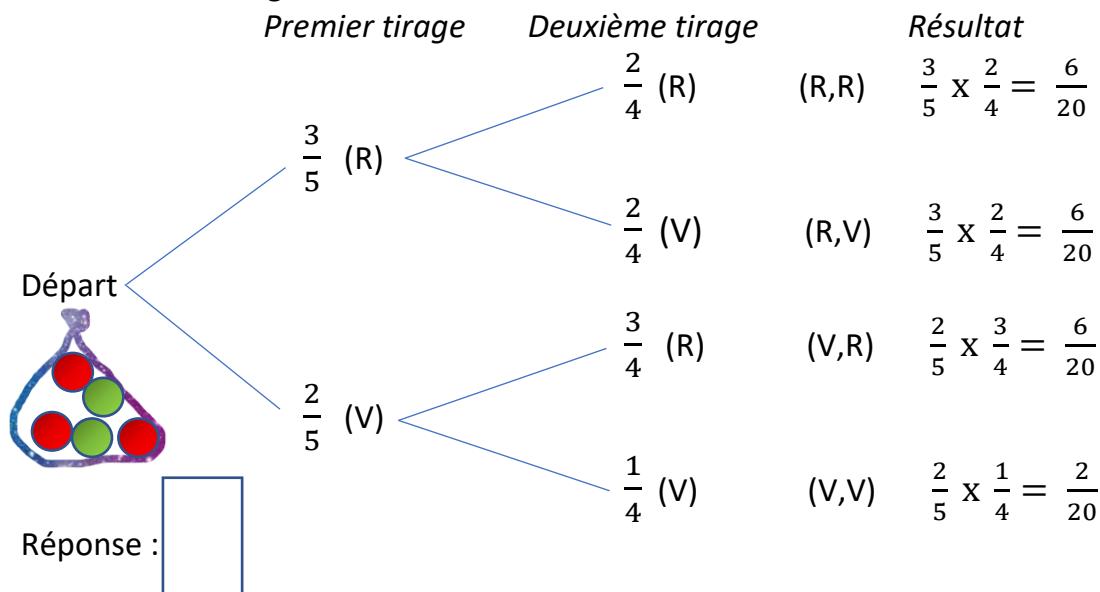 Premier tirage Deuxième tirage Résultat
2/4 (R) (R,R) 3/5 x 2/4 = 6/20
3/5 (R)
2/4 (V) (R,V) 3/5 x 2/4 = 6/20
Départ
3/4 (R) (V,R) 2/5 x 3/4 = 6/20
2/5 (V)
1/4 (V) (V,V) 2/5 x 1/4 = 2/20
Réponse :